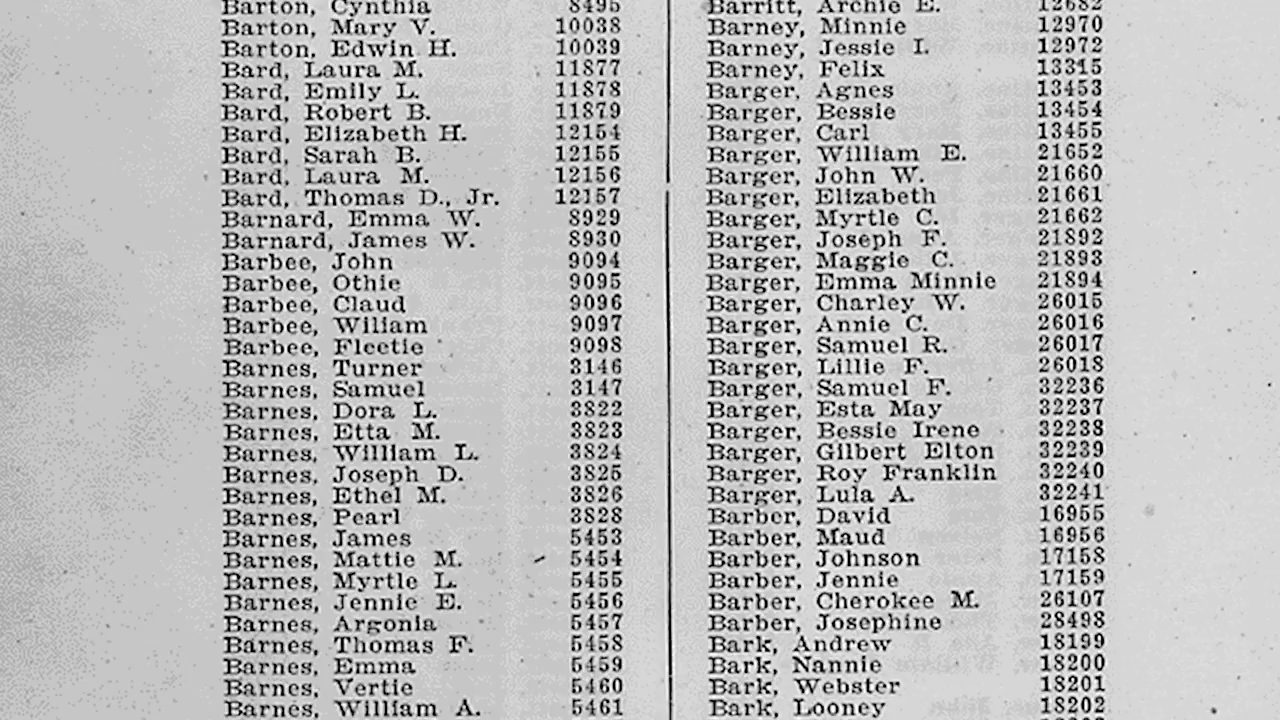 Barton, Cynthia 8495
Barton, Mary V. 10038
Barton, Edwin H. 10039
Bard, Laura M. 11877
Bard, Emily L. 11878
Bard, Robert B. 11879
Bard, Elizabeth H. 12154
Bard, Sarah B. 12155
Bard, Laura M. 12156
Bard, Thomas D., Jr. 12157
Barnard, Emma W. 8929
Barnard, James W. 8930
Barbee, John 9094
Barbee, Othie 9095
Barbee, Claud 9096
Barbee, Wiliam 9097
Barbee, Fleetie 9098
Barnes, Turner 3146
Barnes, Samuel 3147
Barnes, Dora L. 3822
Barnes, Etta M. 3823
Barnes, William L. 3824
Barnes, Joseph D. 3825
Barnes, Ethel M. 3826
Barnes, Pearl 3828
Barnes, James 5453
Barnes, Mattie M. 5454
Barnes, Myrtle L. 5455
Barnes, Jennie E. 5456
Barnes, Argonia 5457
Barnes, Thomas F. 5458
Barnes, Emma 5459
Barnes, Vertie 5460
Barnes, William A. 5461
Barritt, Archie E. 12682
Barney, Minnie 12970
Barney, Jessie I. 12972
Barney, Felix 13315
Barger, Agnes 13453
Barger, Bessie 13454
Barger, Carl 13455
Barger, William E. 21652
Barger, John W. 21660
Barger, Elizabeth 21661
Barger, Myrtle C. 21662
Barger, Joseph F. 21892
Barger, Maggie C. 21893
Barger, Emma Minnie 21894
Barger, Charley W. 26015
Barger, Annie C. 26016
Barger, Samuel R. 26017
Barger, Lillie F. 26018
Barger, Samuel F. 32236
Barger, Esta May 32237
Barger, Bessie Irene 32238
Barger, Gilbert Elton 32239
Barger, Roy Franklin 32240
Barger, Lula A. 32241
Barber, David 16955
Barber, Maud 16956
Barber, Johnson 17158
Barber, Jennie 17159
Barber, Cherokee M. 26107
Barber, Josephine 28498
Bark, Andrew 18199
Bark, Nannie 18200
Bark, Webster 18201
Bark, Looney 18202